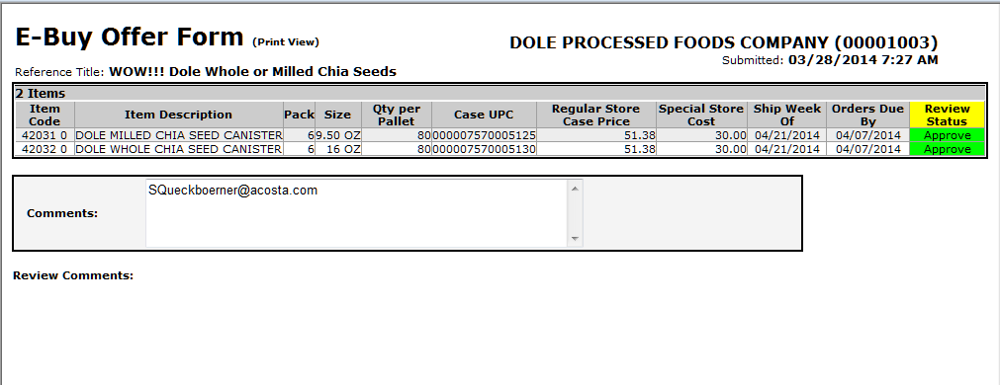 E-Buy Offer Form (Print View)
DOLE PROCESSED FOODS COMPANY (00001003)
Submitted: 03/28/2014 7:27 AM
Reference Title: WOW!!! Dole Whole or Milled Chia Seeds
2 Items
Item Code Item Description Pack Size Qty per Pallet Case UPC Regular Store Case Price Special Store Cost Ship Week Of Orders Due By Review Status
42031 0 DOLE MILLED CHIA SEED CANISTER 6 9.50 OZ 80 000007570005125 51.38 30.00 04/21/2014 04/07/2014 Approve
42032 0 DOLE WHOLE CHIA SEED CANISTER 6 16 OZ 80 000007570005130 51.38 30.00 04/21/2014 04/07/2014 Approve
Comments: SQueckboerner@acosta.com
Review Comments: